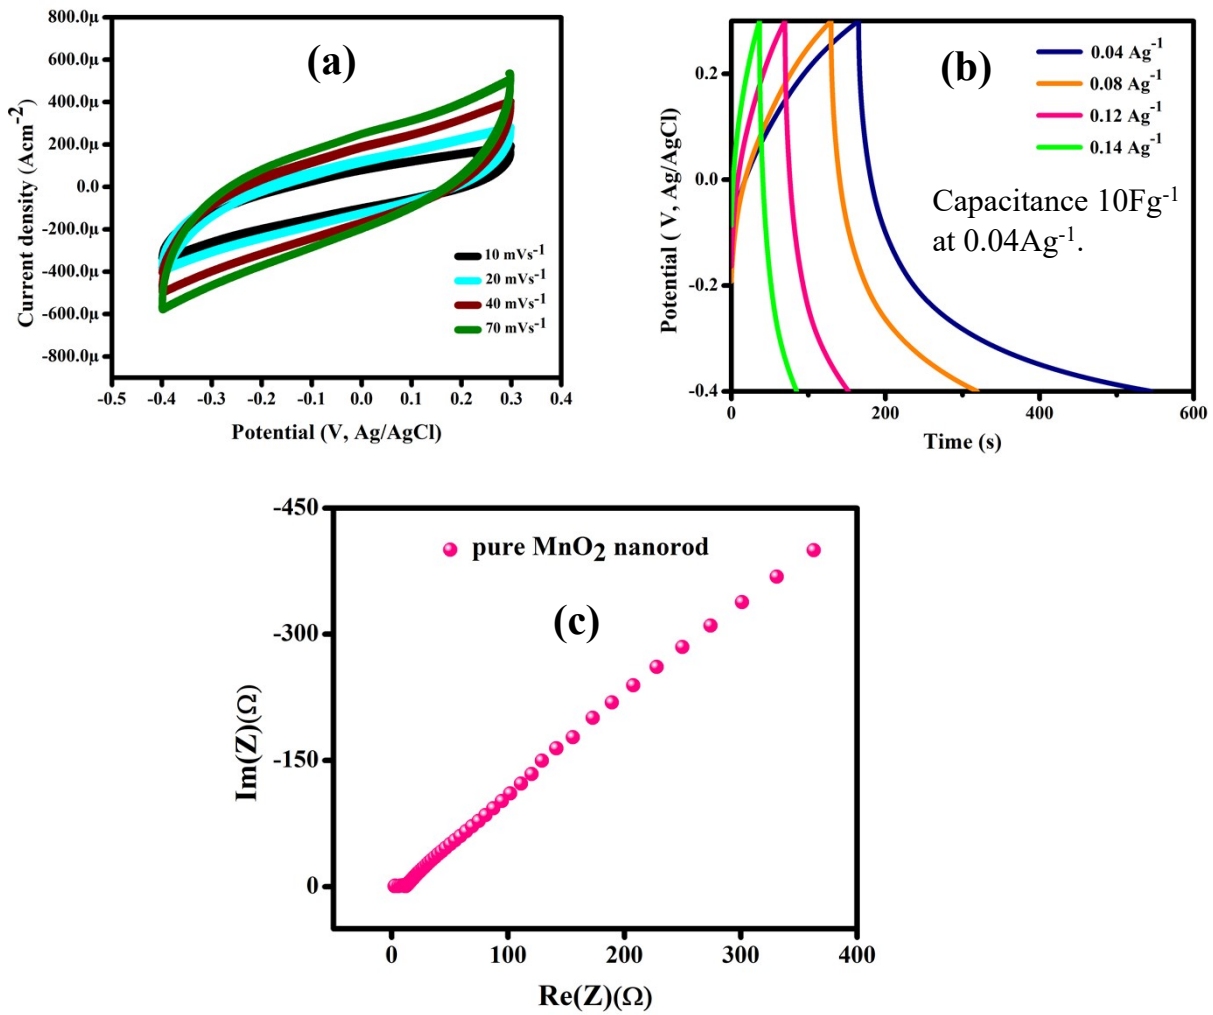 (a)
800.0μ
600.0μ
400.0μ
200.0μ
0.0
-200.0μ
-400.0μ
-600.0μ
-800.0μ
Current density (Acm-2)
10 mVs-1
20 mVs-1
40 mVs-1
70 mVs-1
-0.5 -0.4 -0.3 -0.2 -0.1 0.0 0.1 0.2 0.3 0.4
Potential (V, Ag/AgCl)
(b)
0.04 Ag-1
0.08 Ag-1
0.12 Ag-1
0.14 Ag-1
Capacitance 10Fg-1
at 0.04Ag-1.
0.2
0.0
-0.2
-0.4
Potential ( V, Ag/AgCl)
0 200 400 600
Time (s)
-450
-300
-150
0
Im(Z)(Ω)
pure MnO2 nanorod
(c)
0 100 200 300 400
Re(Z)(Ω)